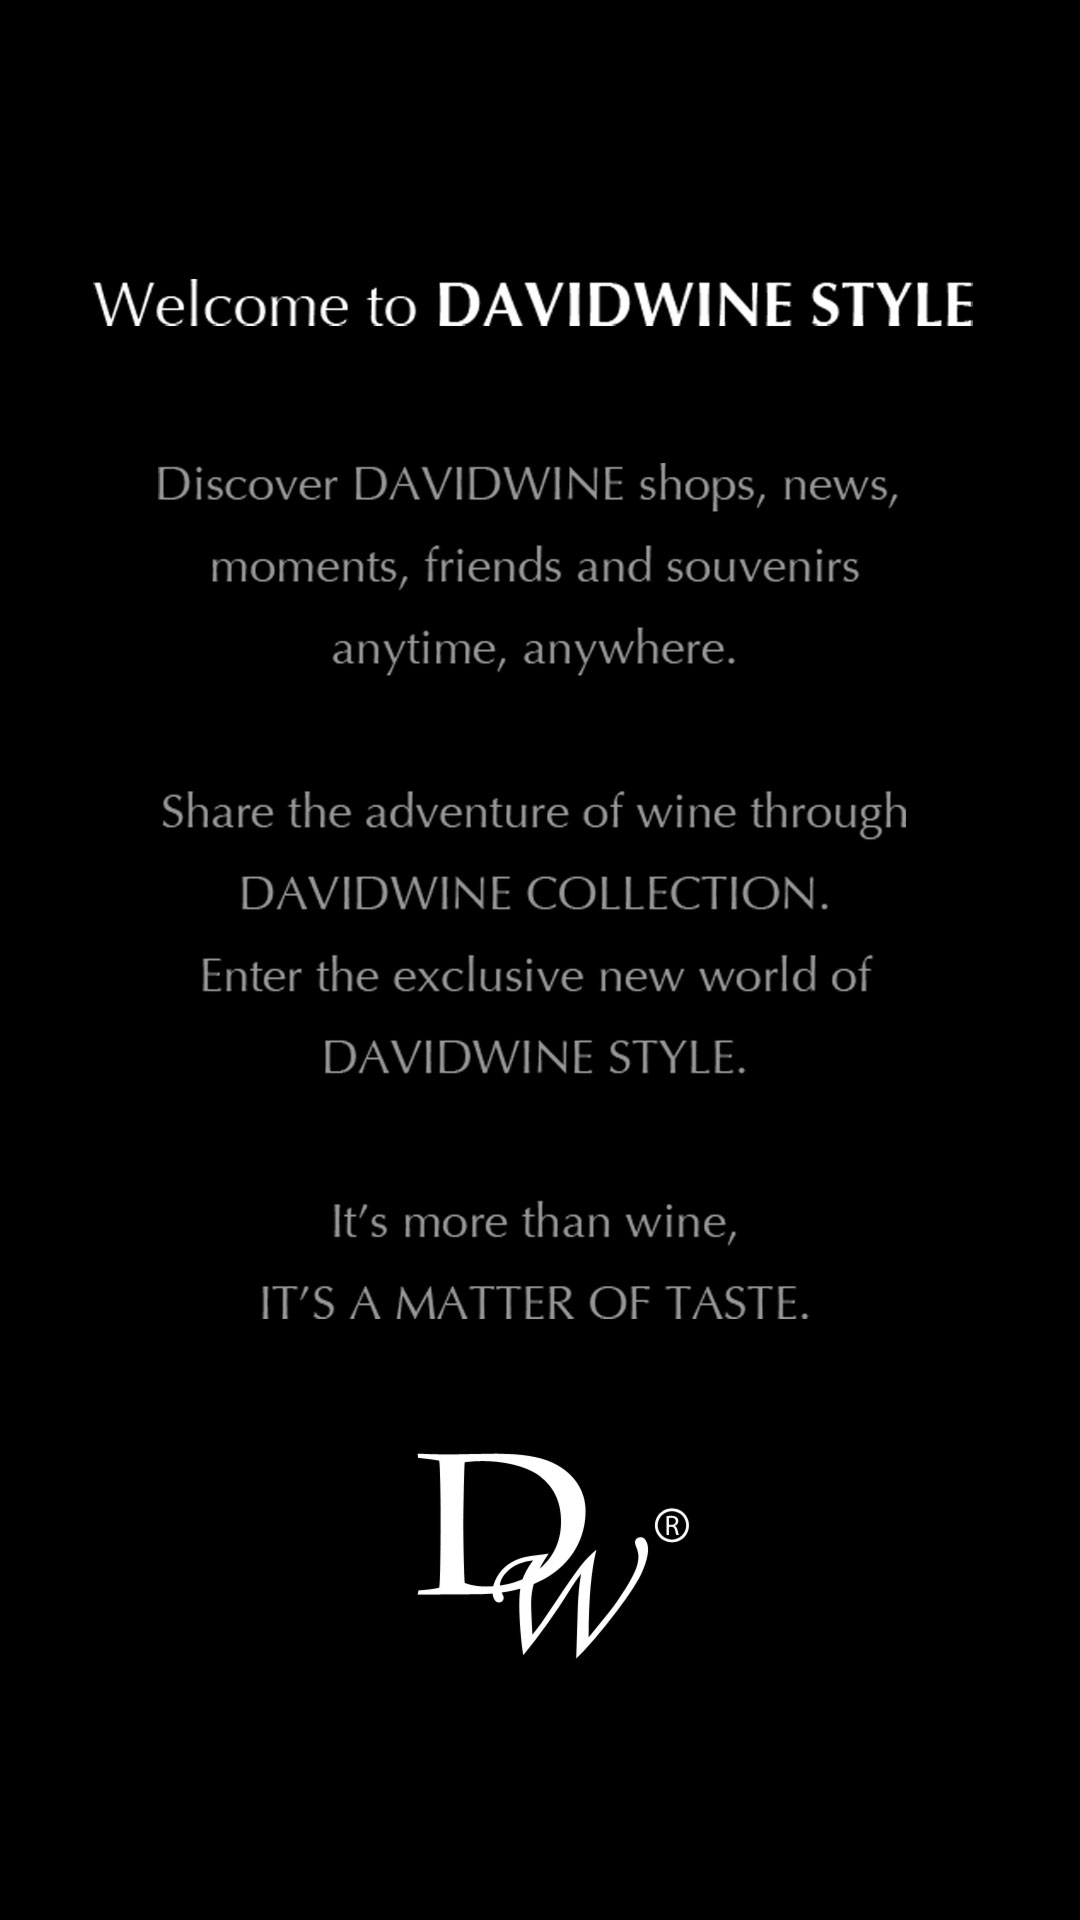 Welcome to DAVIDWINE STYLE
Discover DAVIDWINE shops, news,
moments, friends and souvenirs
anytime, anywhere.
Share the adventure of wine through
DAVIDWINE COLLECTION.
Enter the exclusive new world of
DAVIDWINE STYLE.
It’s more than wine,
IT’S A MATTER OF TASTE.
DW®